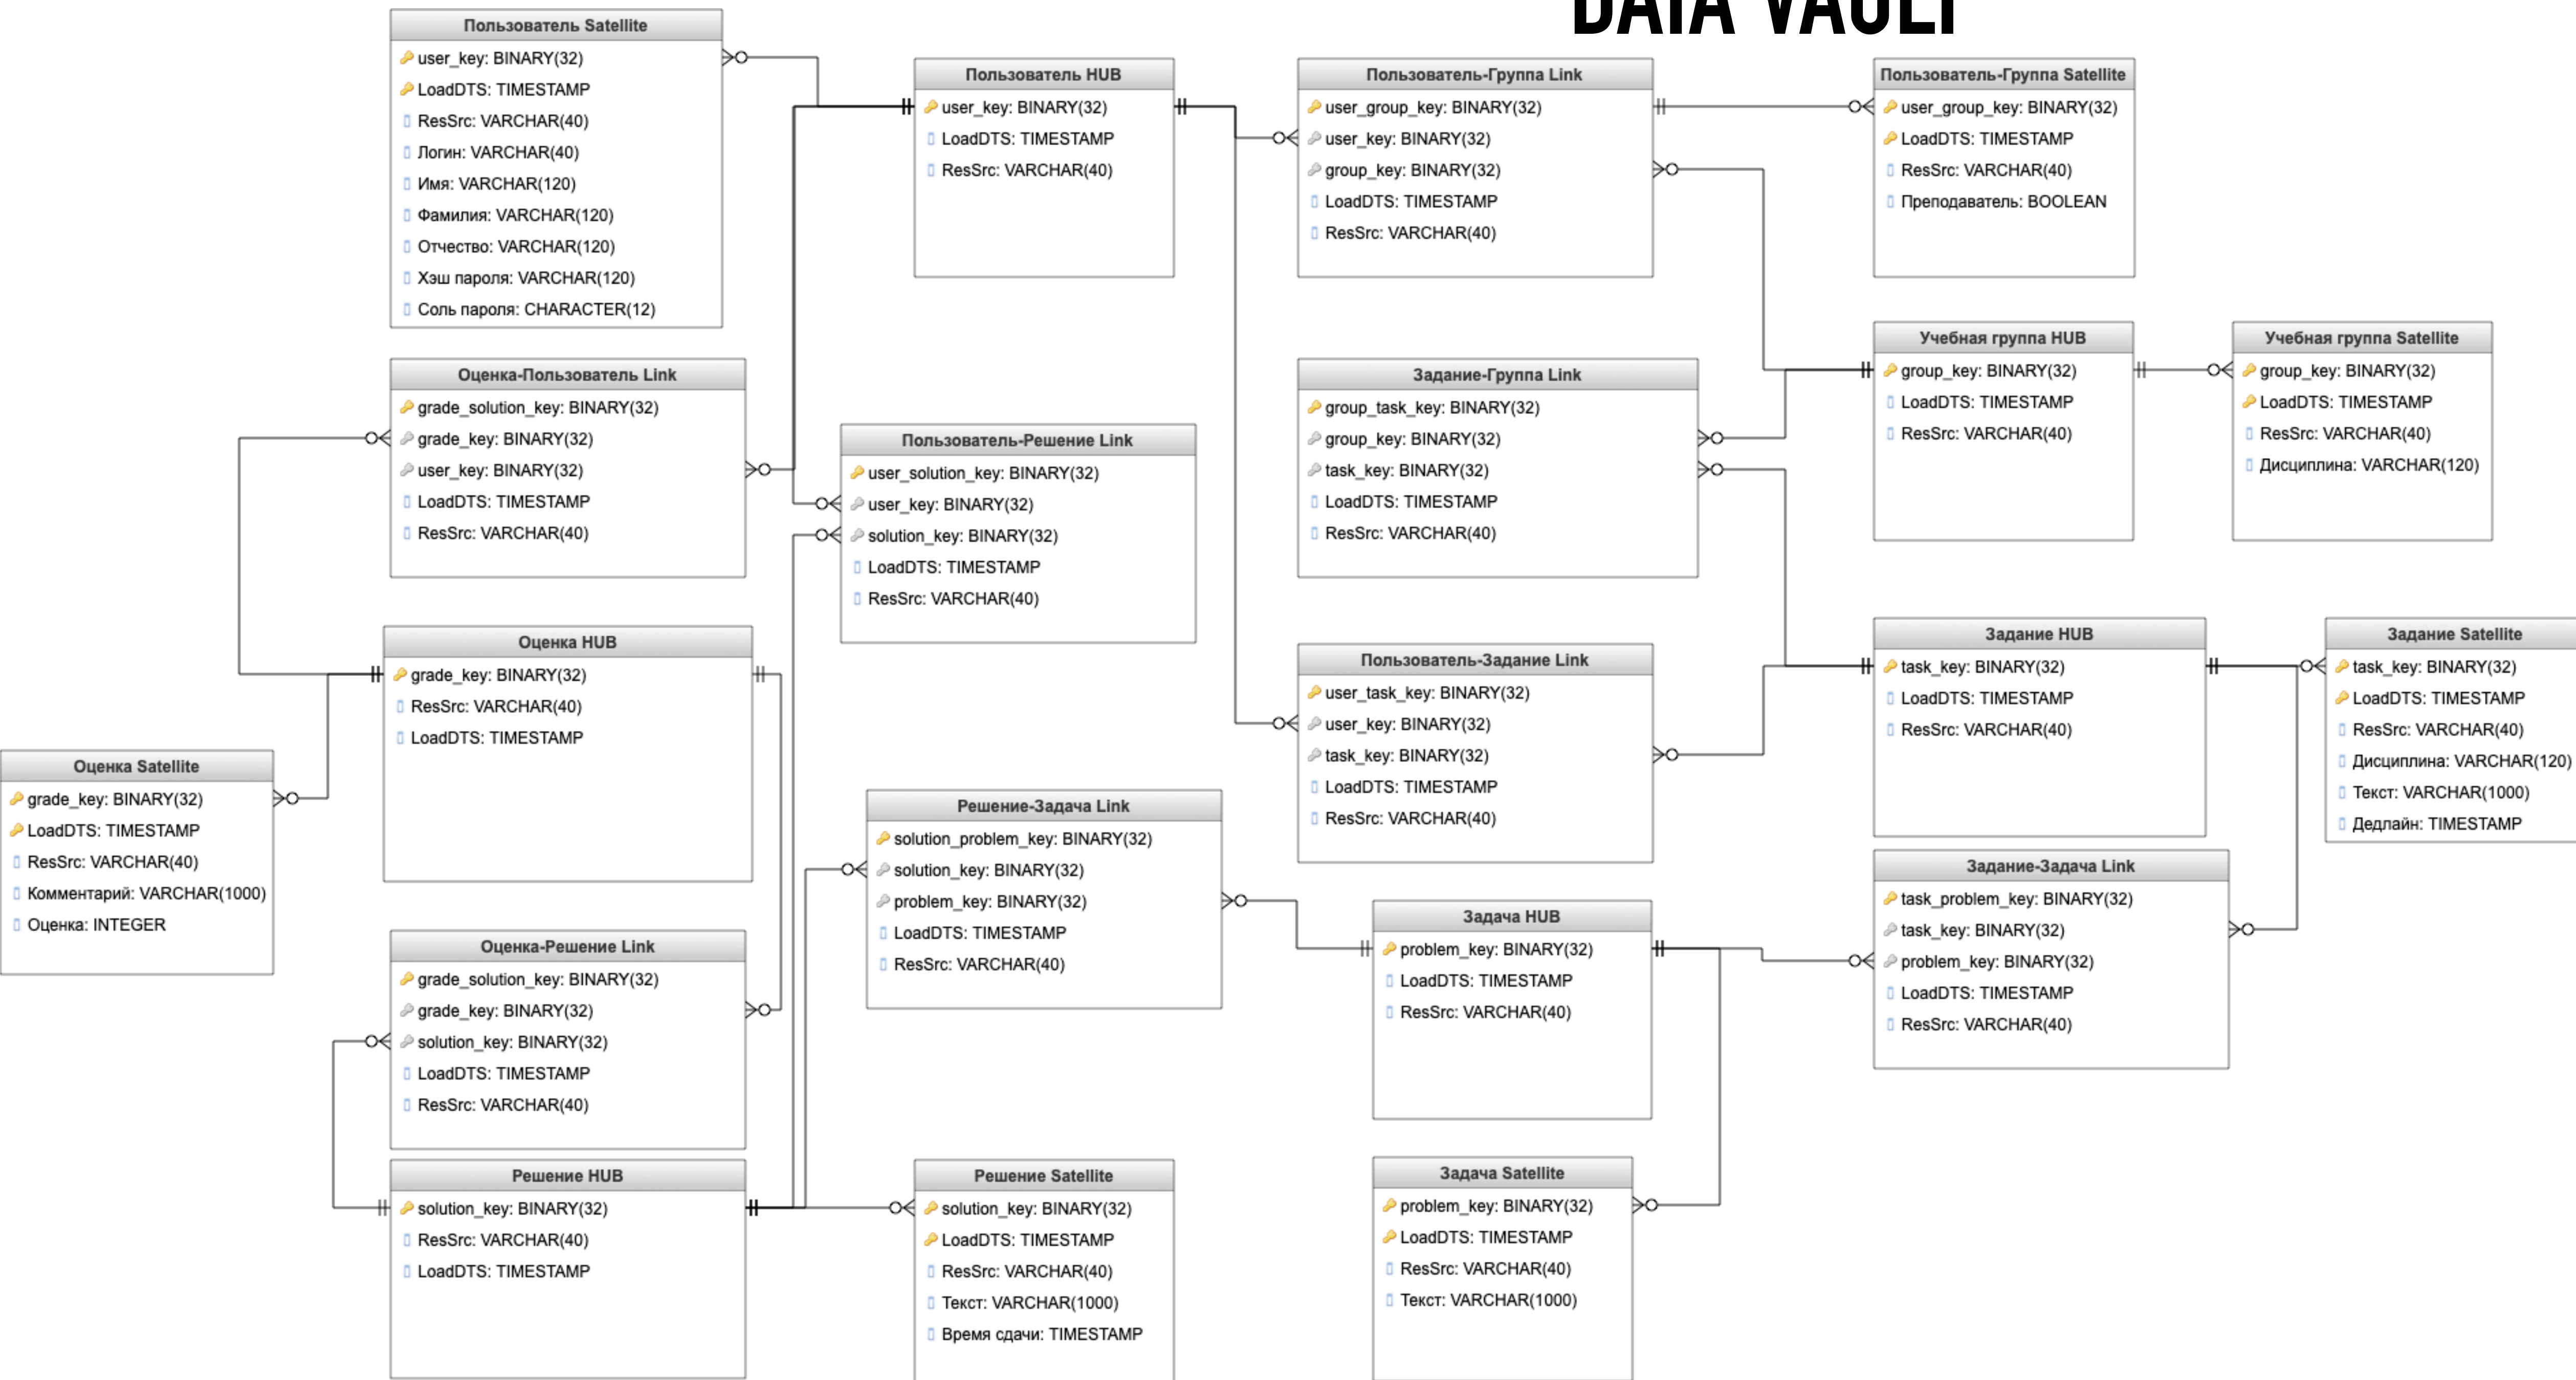 DATA VAULT
Пользователь Satellite
user_key: BINARY(32)
LoadDTS: TIMESTAMP
ResSrc: VARCHAR(40)
Логин: VARCHAR(40)
Имя: VARCHAR(120)
Фамилия: VARCHAR(120)
Отчество: VARCHAR(120)
Хэш пароля: VARCHAR(120)
Соль пароля: CHARACTER(12)
Пользователь HUB
user_key: BINARY(32)
LoadDTS: TIMESTAMP
ResSrc: VARCHAR(40)
Пользователь-Группа Link
user_group_key: BINARY(32)
user_key: BINARY(32)
group_key: BINARY(32)
LoadDTS: TIMESTAMP
ResSrc: VARCHAR(40)
Пользователь-Группа Satellite
user_group_key: BINARY(32)
LoadDTS: TIMESTAMP
ResSrc: VARCHAR(40)
Преподаватель: BOOLEAN
Оценка-Пользователь Link
grade_solution_key: BINARY(32)
grade_key: BINARY(32)
user_key: BINARY(32)
LoadDTS: TIMESTAMP
ResSrc: VARCHAR(40)
Пользователь-Решение Link
user_solution_key: BINARY(32)
user_key: BINARY(32)
solution_key: BINARY(32)
LoadDTS: TIMESTAMP
ResSrc: VARCHAR(40)
Задание-Группа Link
group_task_key: BINARY(32)
group_key: BINARY(32)
task_key: BINARY(32)
LoadDTS: TIMESTAMP
ResSrc: VARCHAR(40)
Учебная группа HUB
group_key: BINARY(32)
LoadDTS: TIMESTAMP
ResSrc: VARCHAR(40)
Учебная группа Satellite
group_key: BINARY(32)
LoadDTS: TIMESTAMP
ResSrc: VARCHAR(40)
Дисциплина: VARCHAR(120)
Оценка HUB
grade_key: BINARY(32)
ResSrc: VARCHAR(40)
LoadDTS: TIMESTAMP
Пользователь-Задание Link
user_task_key: BINARY(32)
user_key: BINARY(32)
task_key: BINARY(32)
LoadDTS: TIMESTAMP
ResSrc: VARCHAR(40)
Задание HUB
task_key: BINARY(32)
LoadDTS: TIMESTAMP
ResSrc: VARCHAR(40)
Задание Satellite
task_key: BINARY(32)
LoadDTS: TIMESTAMP
ResSrc: VARCHAR(40)
Дисциплина: VARCHAR(120)
Текст: VARCHAR(1000)
Дедлайн: TIMESTAMP
Оценка Satellite
grade_key: BINARY(32)
LoadDTS: TIMESTAMP
ResSrc: VARCHAR(40)
Комментарий: VARCHAR(1000)
Оценка: INTEGER
Решение-Задача Link
solution_problem_key: BINARY(32)
solution_key: BINARY(32)
problem_key: BINARY(32)
LoadDTS: TIMESTAMP
ResSrc: VARCHAR(40)
Задача HUB
problem_key: BINARY(32)
LoadDTS: TIMESTAMP
ResSrc: VARCHAR(40)
Задание-Задача Link
task_problem_key: BINARY(32)
task_key: BINARY(32)
problem_key: BINARY(32)
LoadDTS: TIMESTAMP
ResSrc: VARCHAR(40)
Оценка-Решение Link
grade_solution_key: BINARY(32)
grade_key: BINARY(32)
solution_key: BINARY(32)
LoadDTS: TIMESTAMP
ResSrc: VARCHAR(40)
Решение HUB
solution_key: BINARY(32)
ResSrc: VARCHAR(40)
LoadDTS: TIMESTAMP
Решение Satellite
solution_key: BINARY(32)
LoadDTS: TIMESTAMP
ResSrc: VARCHAR(40)
Текст: VARCHAR(1000)
Время сдачи: TIMESTAMP
Задача Satellite
problem_key: BINARY(32)
LoadDTS: TIMESTAMP
ResSrc: VARCHAR(40)
Текст: VARCHAR(1000)